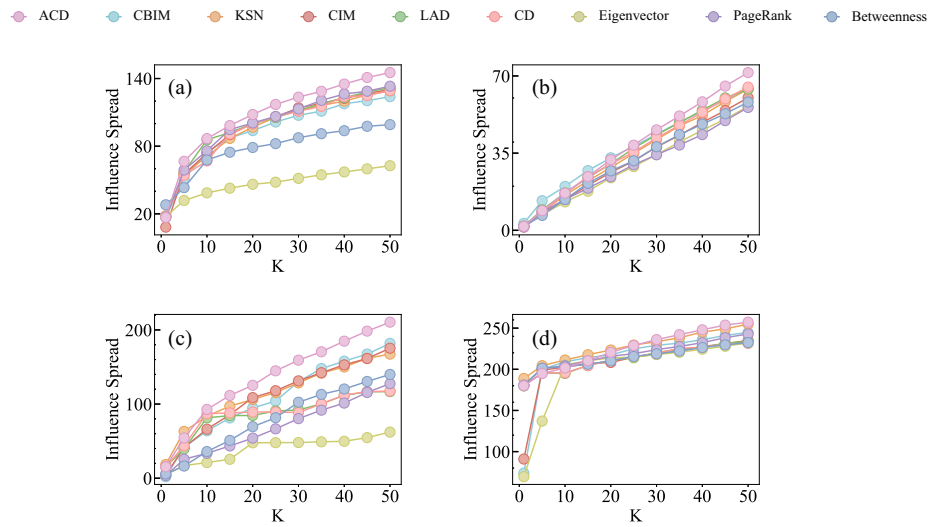 ACD CBIM KSN CIM LAD CD Eigenvector PageRank Betweenness
(a)
140
80
20
Influence Spread
0 10 20 30 40 50
K
(b)
70
35
0
Influence Spread
0 10 20 30 40 50
K
(c)
200
100
0
Influence Spread
0 10 20 30 40 50
K
(d)
250
200
150
100
Influence Spread
0 10 20 30 40 50
K